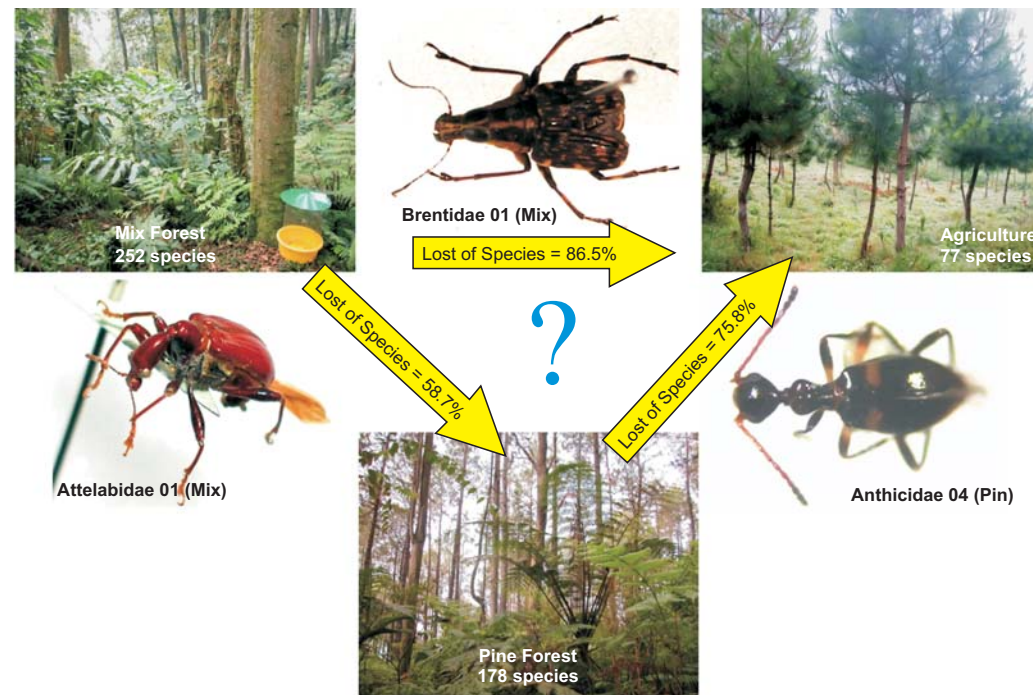 Brentidae 01 (Mix)
Mix Forest
252 species
Lost of Species = 86.5%
Agriculture
77 species
Lost of Species = 58.7%
?
Lost of Species = 75.8%
Attelabidae 01 (Mix)
Anthicidae 04 (Pin)
Pine Forest
178 species